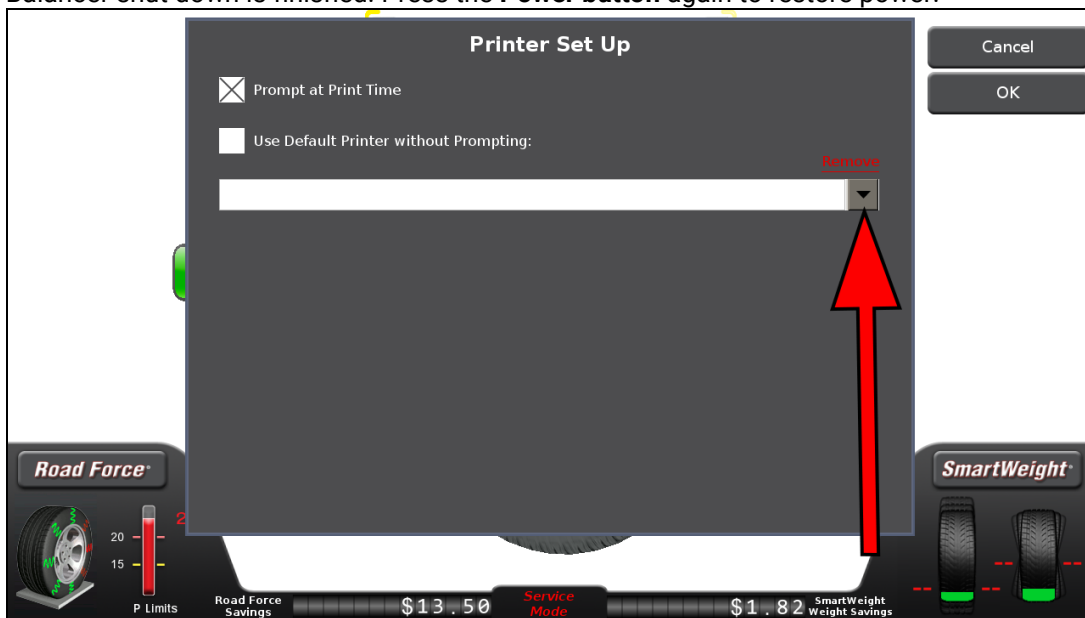 Balancer shut down is finished. Press the Power button again to restore power.
Printer Set Up
Cancel
Prompt at Print Time
OK
Use Default Printer without Prompting:
Remove
Road Force
SmartWeight
2
20
15
P Limits
Road Force
Savings
$13.50
Service
Mode
$1.82
SmartWeight
Weight Savings